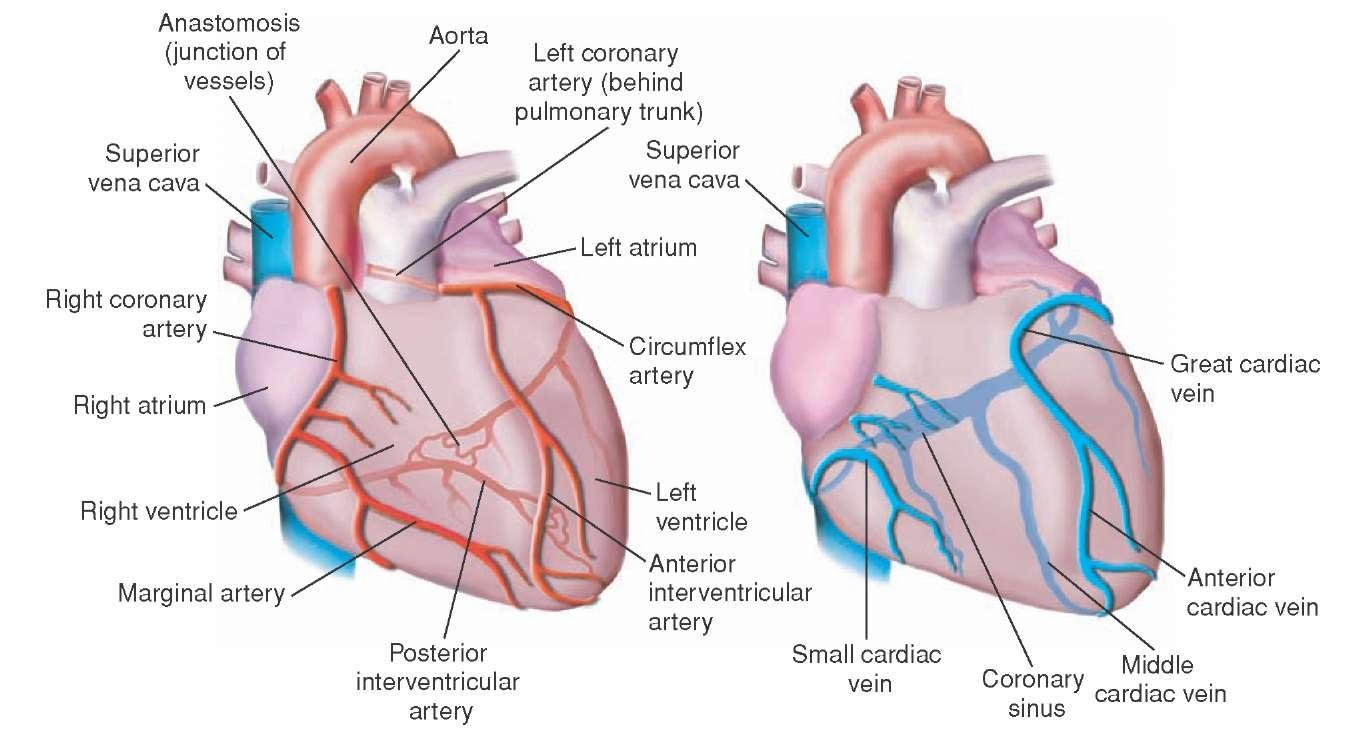 Anastomosis
(junction of
vessels)
Aorta
Left coronary
artery (behind
pulmonary trunk)
Superior
vena cava
Left atrium
Right coronary
artery
Circumflex
artery
Right atrium
Right ventricle
Left
ventricle
Marginal artery
Anterior
interventricular
artery
Posterior
interventricular
artery
Superior
vena cava
Great cardiac
vein
Anterior
cardiac vein
Small cardiac
vein
Coronary
sinus
Middle
cardiac vein